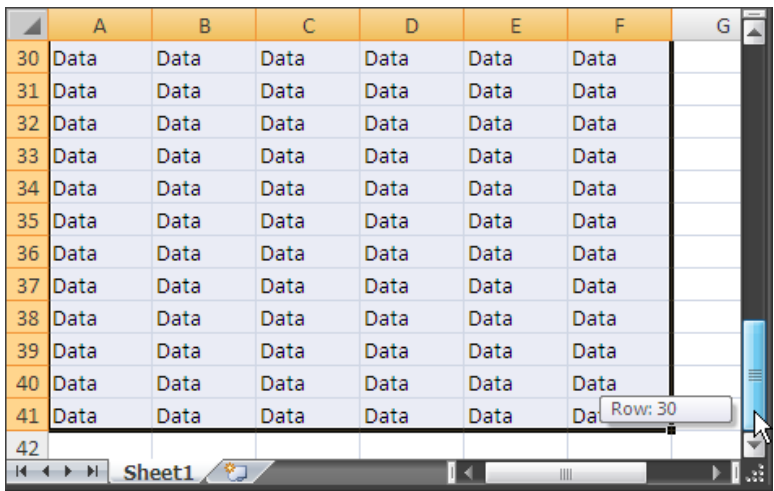 A B C D E F G
30 Data Data Data Data Data Data
31 Data Data Data Data Data Data
32 Data Data Data Data Data Data
33 Data Data Data Data Data Data
34 Data Data Data Data Data Data
35 Data Data Data Data Data Data
36 Data Data Data Data Data Data
37 Data Data Data Data Data Data
38 Data Data Data Data Data Data
39 Data Data Data Data Data Data
40 Data Data Data Data Data Data
41 Data Data Data Data Data Da
Row: 30
42
Sheet1